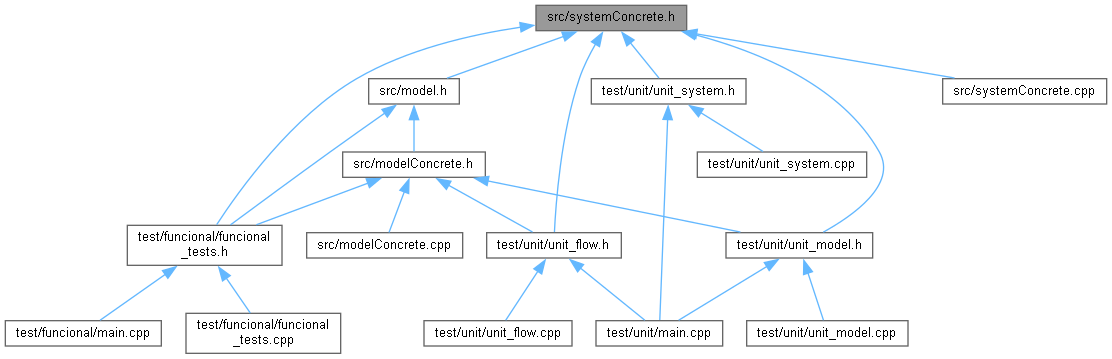 src/systemConcrete.h
src/model.h
test/unit/unit_system.h
src/systemConcrete.cpp
src/modelConcrete.h
test/unit/unit_system.cpp
test/funcional/funcional
_tests.h
src/modelConcrete.cpp
test/unit/unit_flow.h
test/unit/unit_model.h
test/funcional/main.cpp
test/funcional/funcional
_tests.cpp
test/unit/unit_flow.cpp
test/unit/main.cpp
test/unit/unit_model.cpp